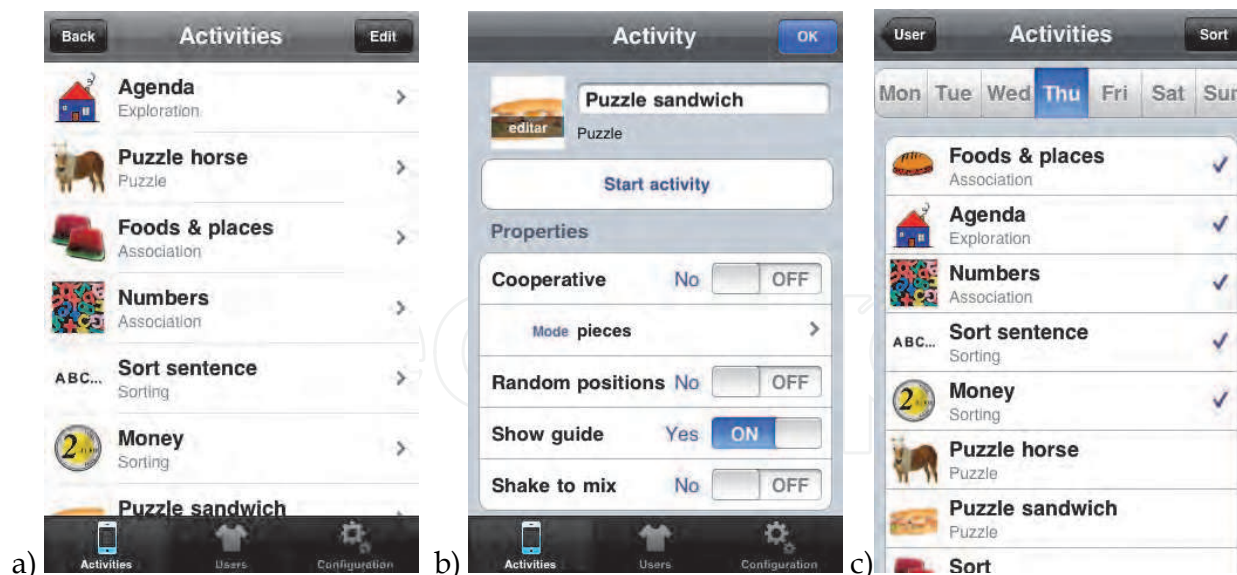 Back Activities Edit
Agenda
Exploration
Puzzle horse
Puzzle
Foods & places
Association
Numbers
Association
ABC... Sort sentence
Sorting
2 Money
Sorting
Puzzle sandwich
a) Activities Users Configuration
Activity OK
Puzzle sandwich
editar Puzzle
Start activity
Properties
Cooperative No OFF
Mode pieces
Random positions No OFF
Show guide Yes ON
Shake to mix No OFF
b) Activities Users Configuration
User Activities Sort
Mon Tue Wed Thu Fri Sat Sun
Foods & places
Association
Agenda
Exploration
Numbers
Association
ABC... Sort sentence
Sorting
2 Money
Sorting
Puzzle horse
Puzzle
Puzzle sandwich
Puzzle
c) Sort